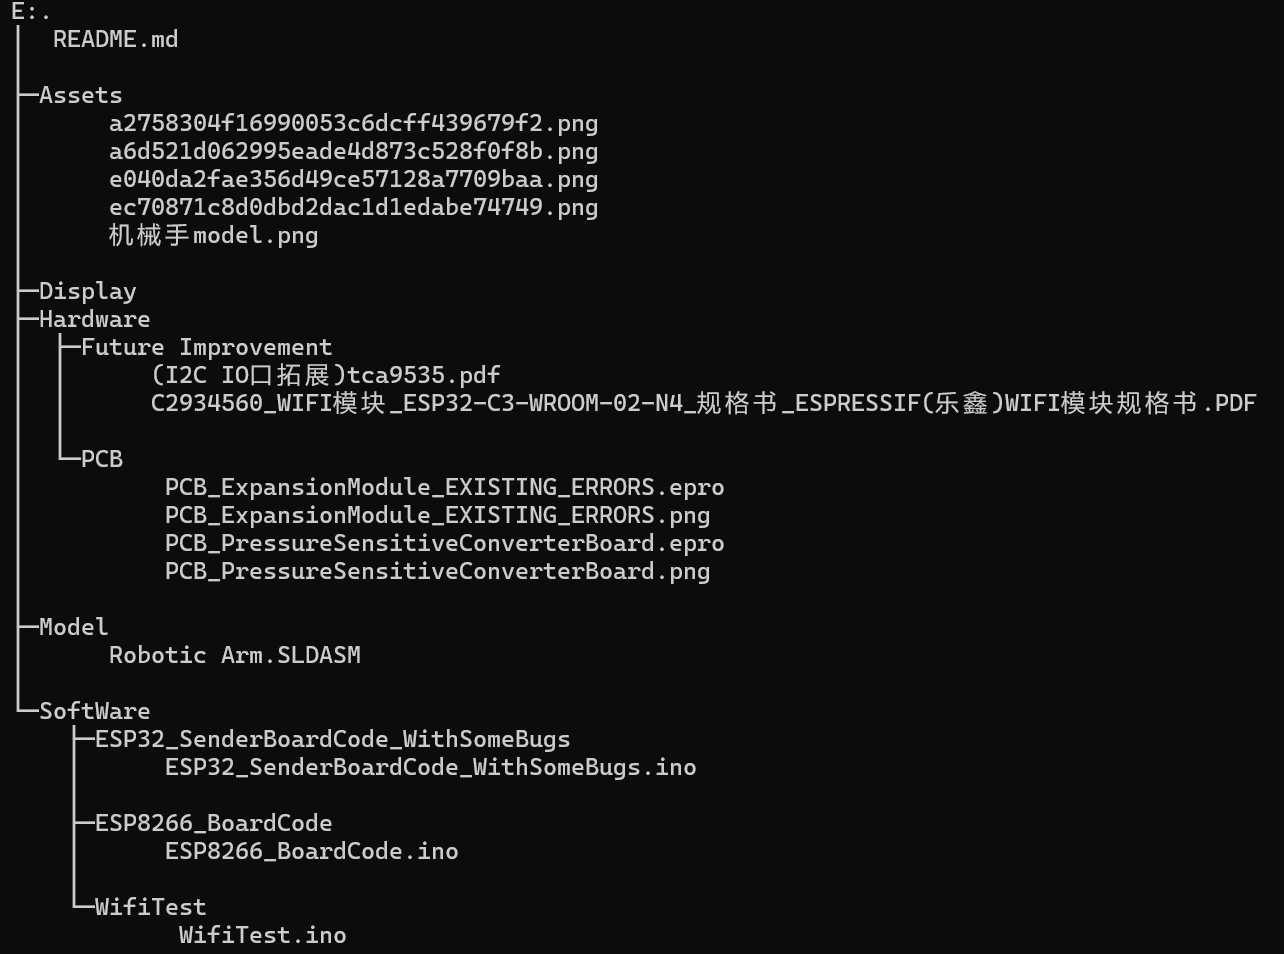 E:.
│  README.md
│
├─Assets
│      a2758304f16990053c6dcff439679f2.png
│      a6d521d062995eade4d873c528f0f8b.png
│      e040da2fae356d49ce57128a7709baa.png
│      ec70871c8d0dbd2dac1d1edabe74749.png
│      机械手model.png
│
├─Display
├─Hardware
│  ├─Future Improvement
│  │      (I2C IO口拓展)tca9535.pdf
│  │      C2934560_WIFI模块_ESP32-C3-WROOM-02-N4_规格书_ESPRESSIF(乐鑫)WIFI模块规格书.PDF
│  │
│  └─PCB
│          PCB_ExpansionModule_EXISTING_ERRORS.epro
│          PCB_ExpansionModule_EXISTING_ERRORS.png
│          PCB_PressureSensitiveConverterBoard.epro
│          PCB_PressureSensitiveConverterBoard.png
│
├─Model
│      Robotic Arm.SLDASM
│
└─SoftWare
    ├─ESP32_SenderBoardCode_WithSomeBugs
    │      ESP32_SenderBoardCode_WithSomeBugs.ino
    │
    ├─ESP8266_BoardCode
    │      ESP8266_BoardCode.ino
    │
    └─WifiTest
            WifiTest.ino